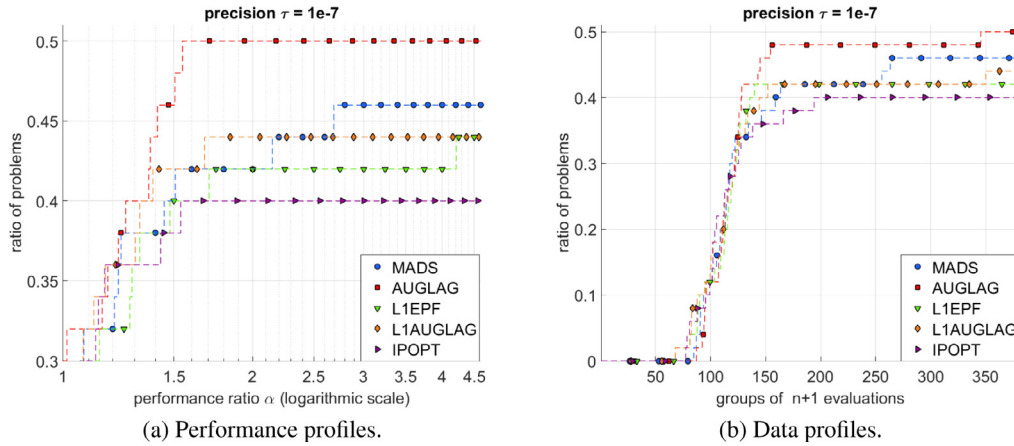 precision τ = 1e-7
0.5
0.45
0.4
0.35
0.3
ratio of problems
1
1.5
2
2.5
3
3.5
4
4.5
performance ratio α (logarithmic scale)
MADS
AUGLAG
L1EPF
L1AUGLAG
IPOPT
(a) Performance profiles.
precision τ = 1e-7
0.5
0.4
0.3
0.2
0.1
0
ratio of problems
50
100
150
200
250
300
350
groups of n+1 evaluations
MADS
AUGLAG
L1EPF
L1AUGLAG
IPOPT
(b) Data profiles.